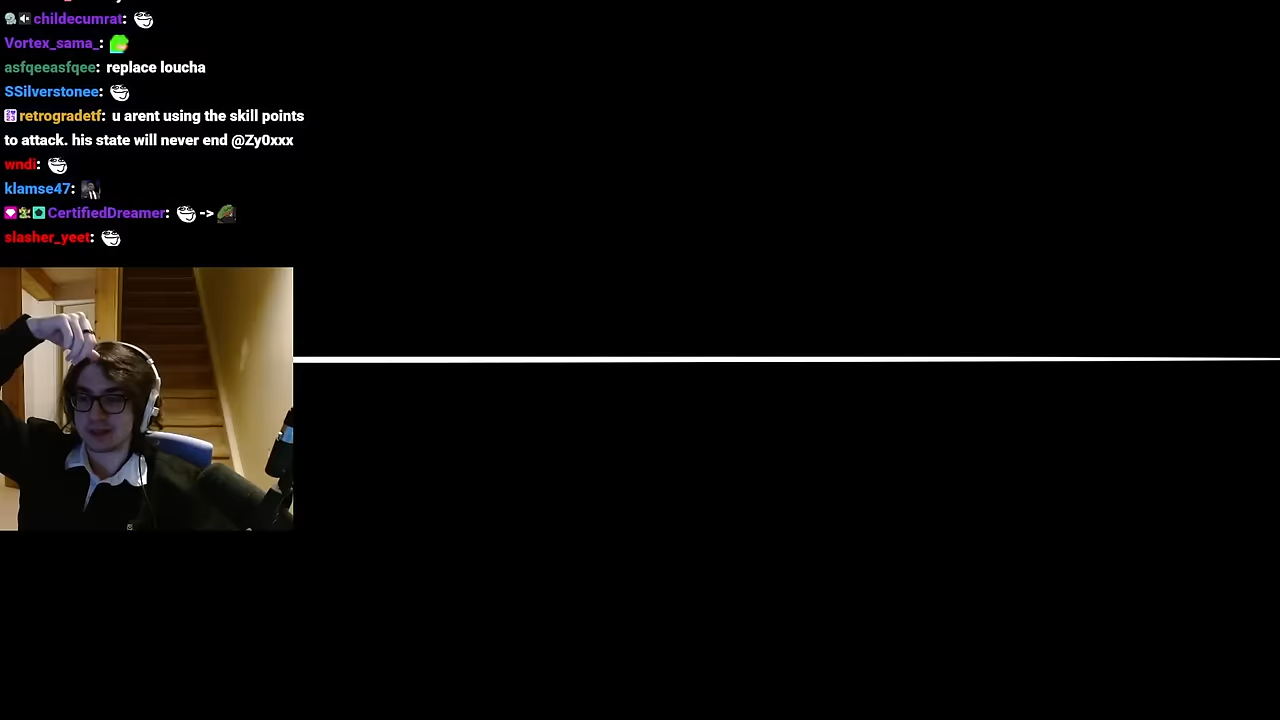 childecumrat:
Vortex_sama_:
asfqeeasfqee: replace loucha
SSilverstonee:
retrogradetf: u arent using the skill points
to attack. his state will never end @Zy0xxx
wndi:
klamse47:
CertifiedDreamer: ->
slasher_yeet: